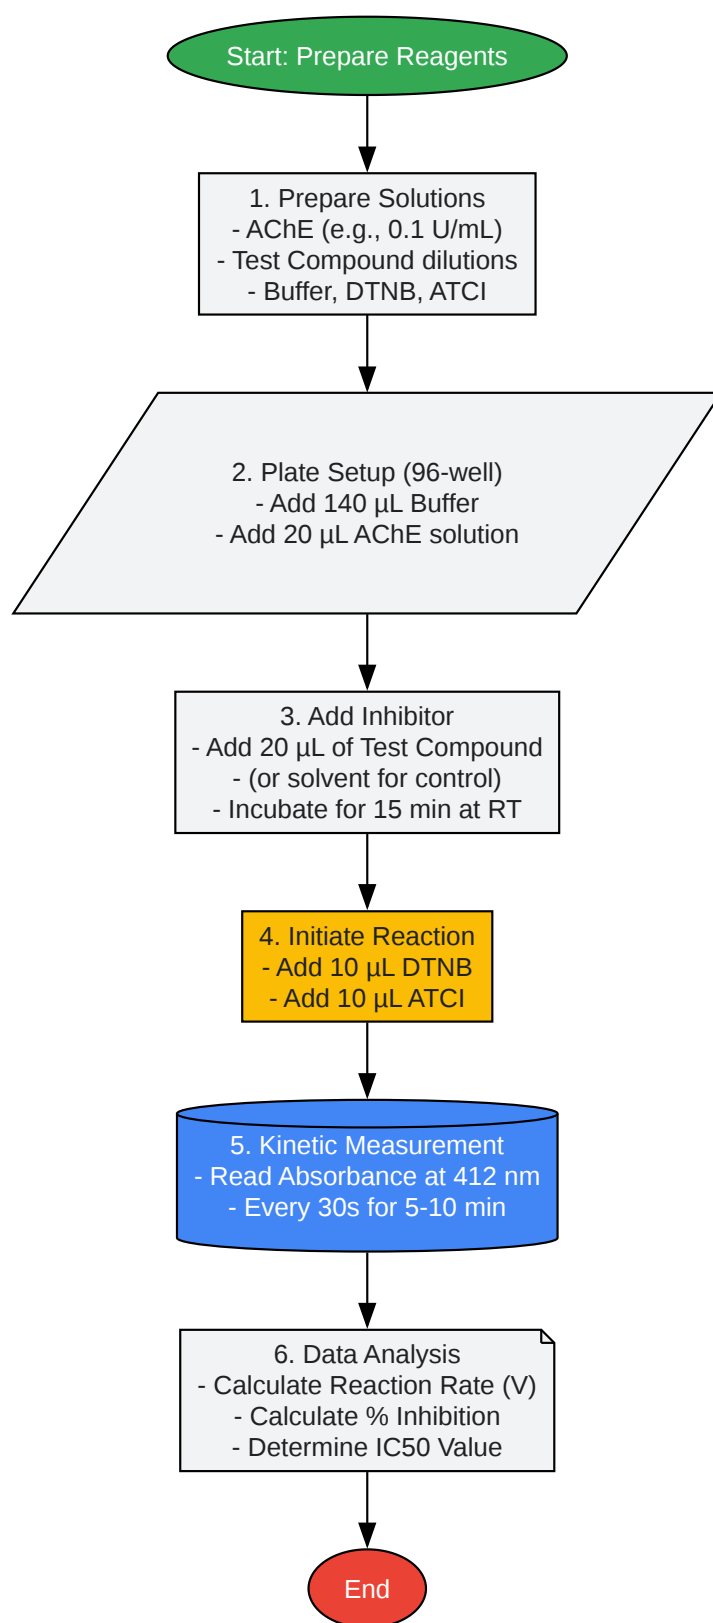 Start: Prepare Reagents
1. Prepare Solutions
- AChE (e.g., 0.1 U/mL)
- Test Compound dilutions
- Buffer, DTNB, ATCI
2. Plate Setup (96-well)
- Add 140 µL Buffer
- Add 20 µL AChE solution
3. Add Inhibitor
- Add 20 µL of Test Compound
- (or solvent for control)
- Incubate for 15 min at RT
4. Initiate Reaction
- Add 10 µL DTNB
- Add 10 µL ATCI
5. Kinetic Measurement
- Read Absorbance at 412 nm
- Every 30s for 5-10 min
6. Data Analysis
- Calculate Reaction Rate (V)
- Calculate % Inhibition
- Determine IC50 Value
End